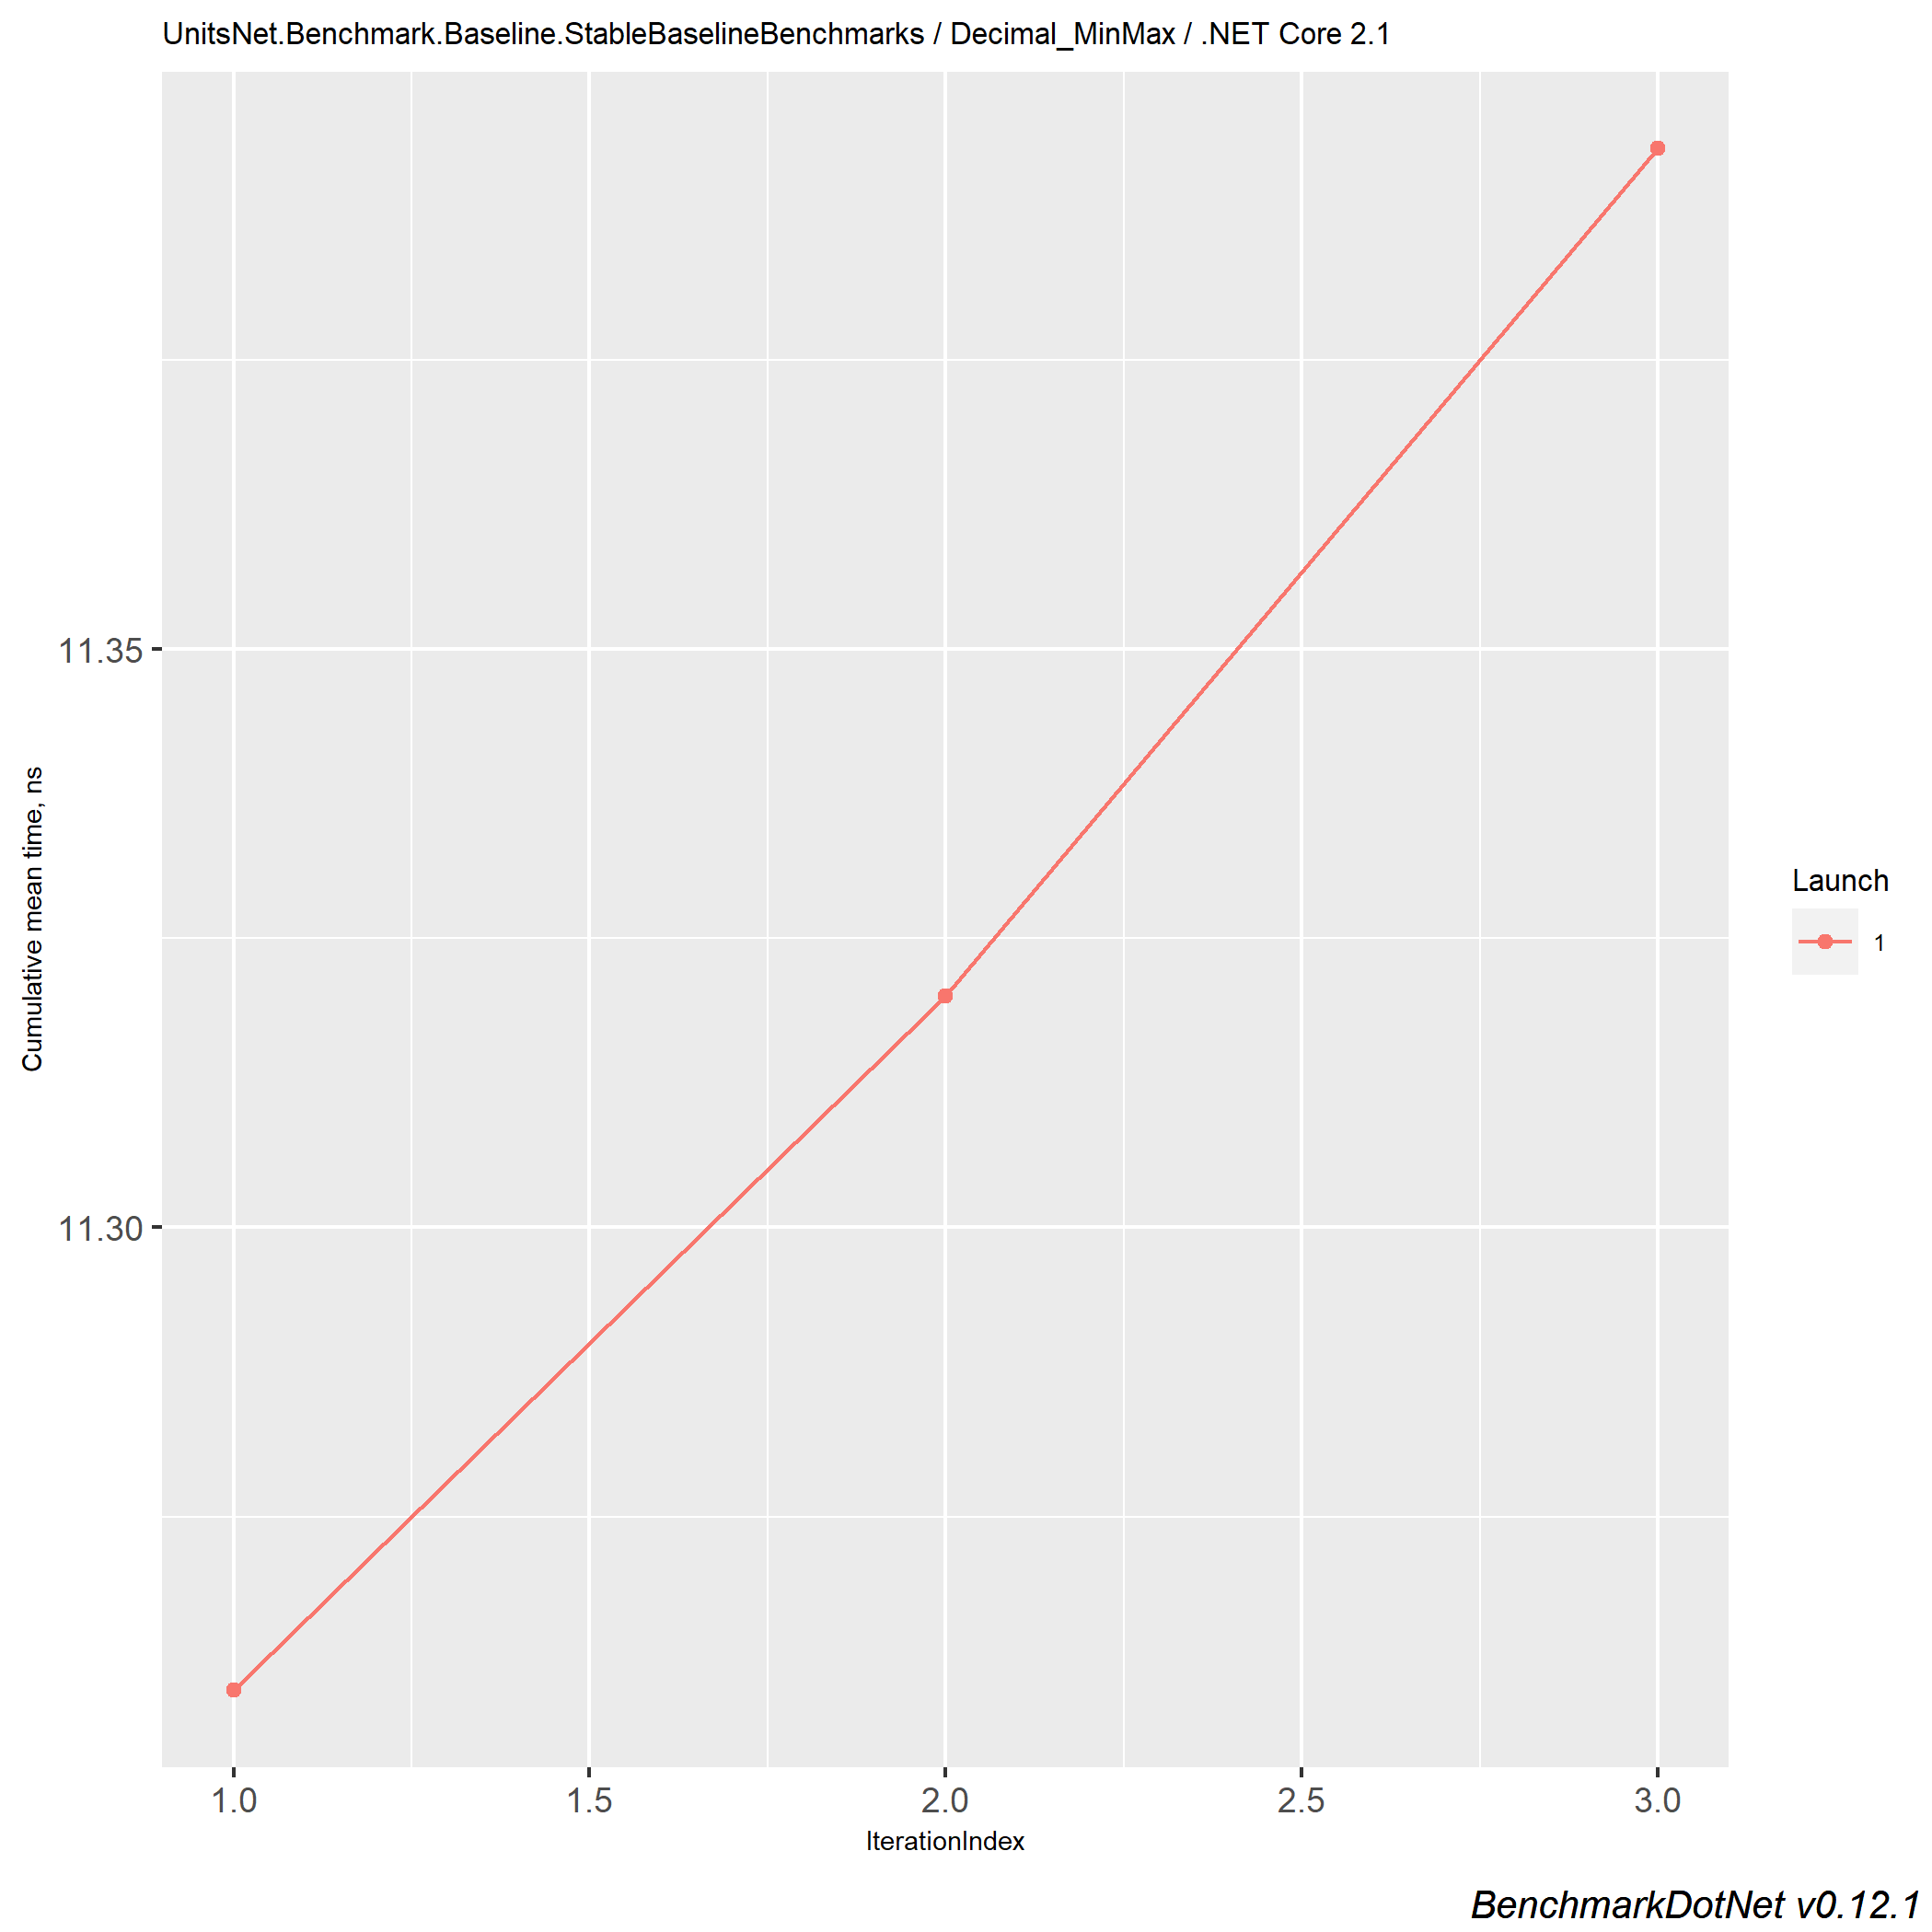 UnitsNet.Benchmark.Baseline.StableBaselineBenchmarks / Decimal_MinMax / .NET Core 2.1
11.35
11.30
Cumulative mean time, ns
1.0 1.5 2.0 2.5 3.0
IterationIndex
Launch
1
BenchmarkDotNet v0.12.1